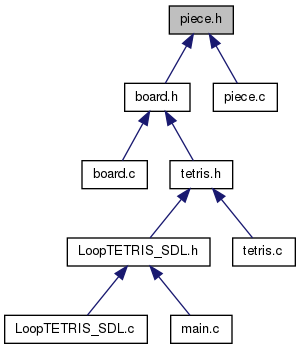 piece.h
board.h
piece.c
board.c
tetris.h
LoopTETRIS_SDL.h
tetris.c
LoopTETRIS_SDL.c
main.c